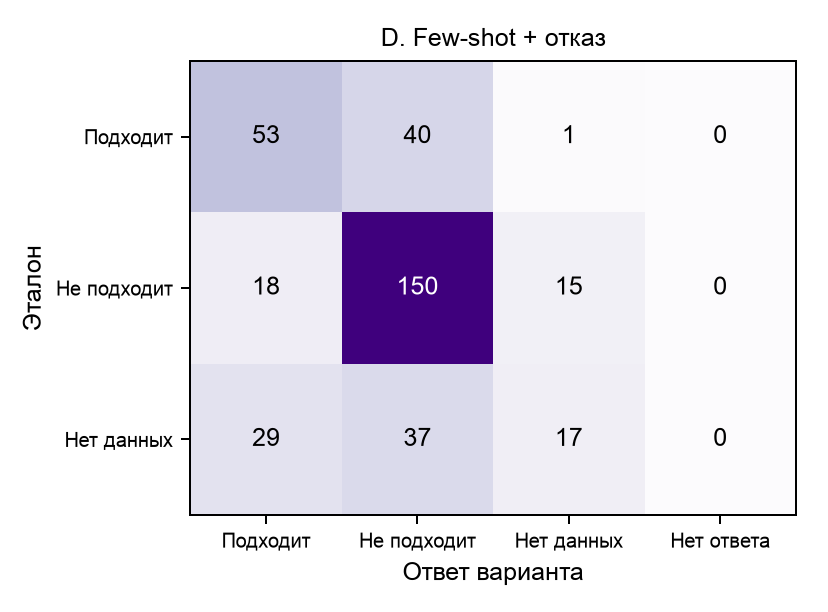 D. Few-shot + отказ
Эталон
Подходит 53 40 1 0
Не подходит 18 150 15 0
Нет данных 29 37 17 0
Подходит Не подходит Нет данных Нет ответа
Ответ варианта